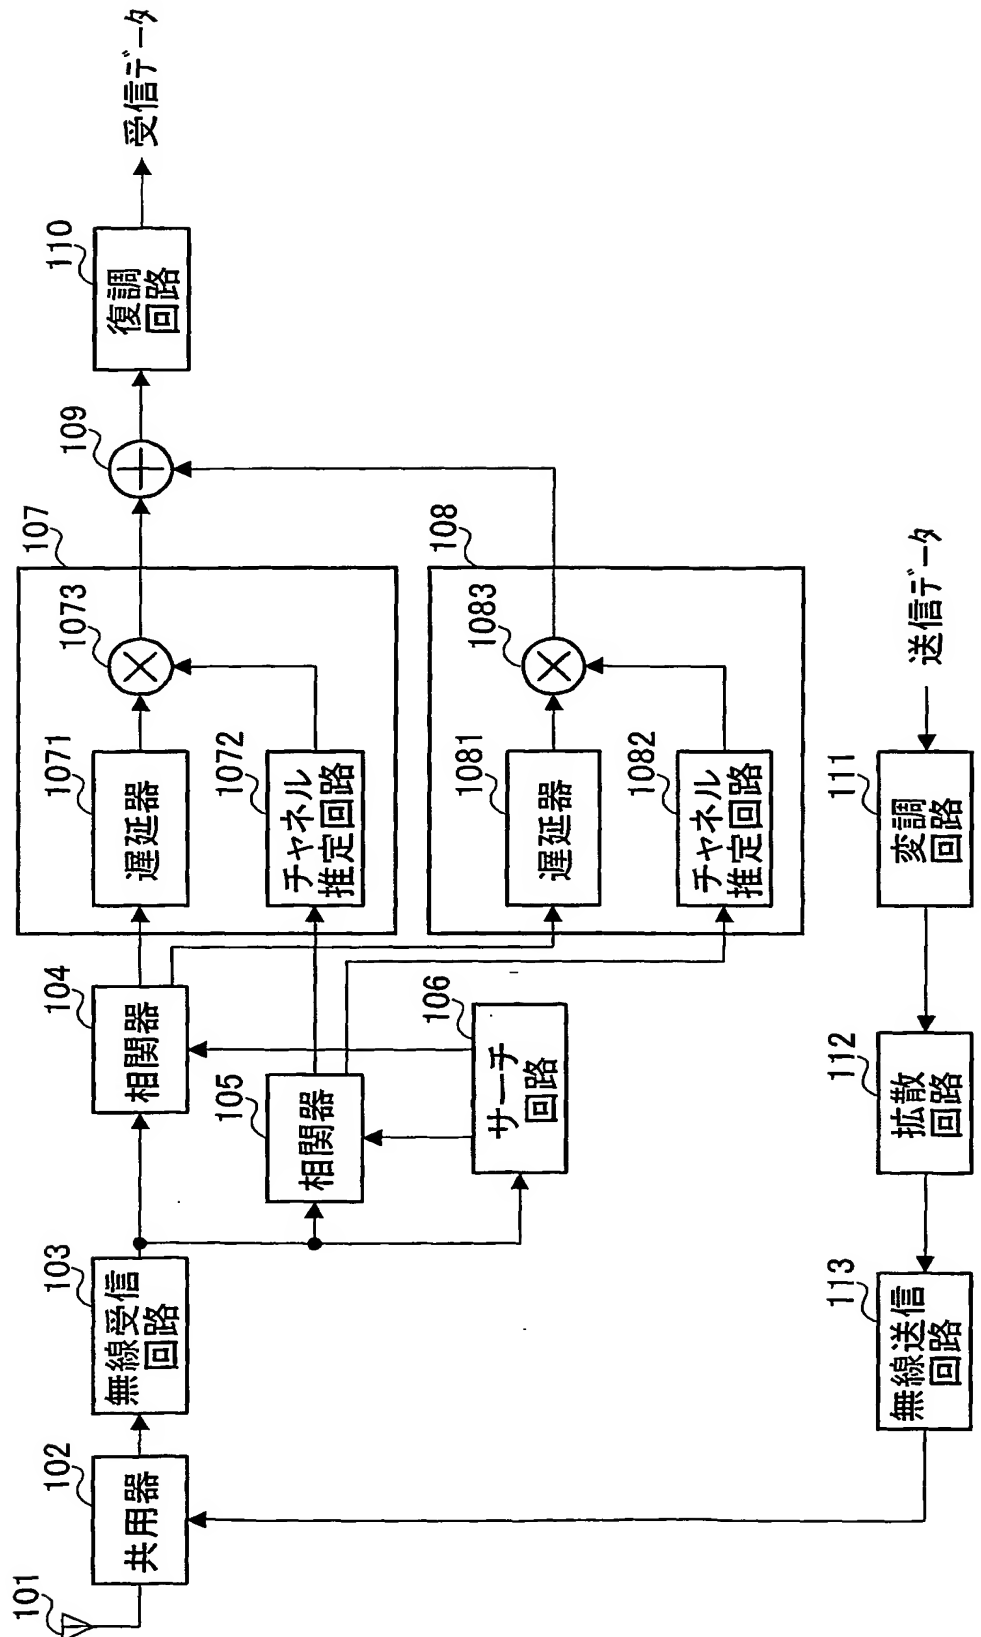 101
102
共用器
103
無線受信
回路
104
相関器
105
相関器
106
サーチ
回路
107
1071
遅延器
1072
チャネル
推定回路
1073
108
1081
遅延器
1082
チャネル
推定回路
1083
109
110
復調
回路
受信データ
送信データ
111
変調
回路
112
拡散
回路
113
無線送信
回路